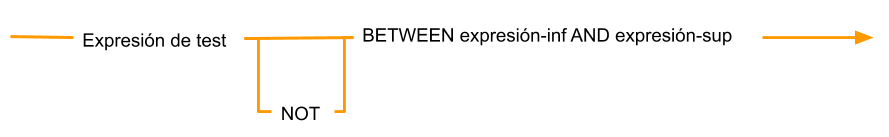 Expresión de test
BETWEEN expresión-inf AND expresión-sup
NOT